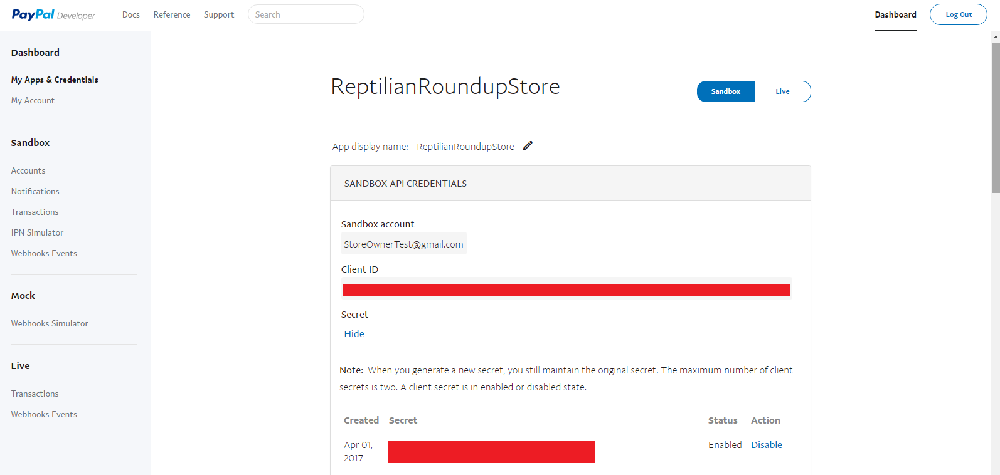 PayPal Developer
Docs Reference Support Search
Dashboard Log Out
Dashboard
My Apps & Credentials
My Account
Sandbox
Accounts
Notifications
Transactions
IPN Simulator
Webhooks Events
Mock
Webhooks Simulator
Live
Transactions
Webhooks Events
ReptilianRoundupStore
Sandbox Live
App display name: ReptilianRoundupStore
SANDBOX API CREDENTIALS
Sandbox account
StoreOwnerTest@gmail.com
Client ID
Secret
Hide
Note: When you generate a new secret, you still maintain the original secret. The maximum number of client
secrets is two. A client secret is in enabled or disabled state.
Created Secret Status Action
Apr 01, Enabled Disable
2017